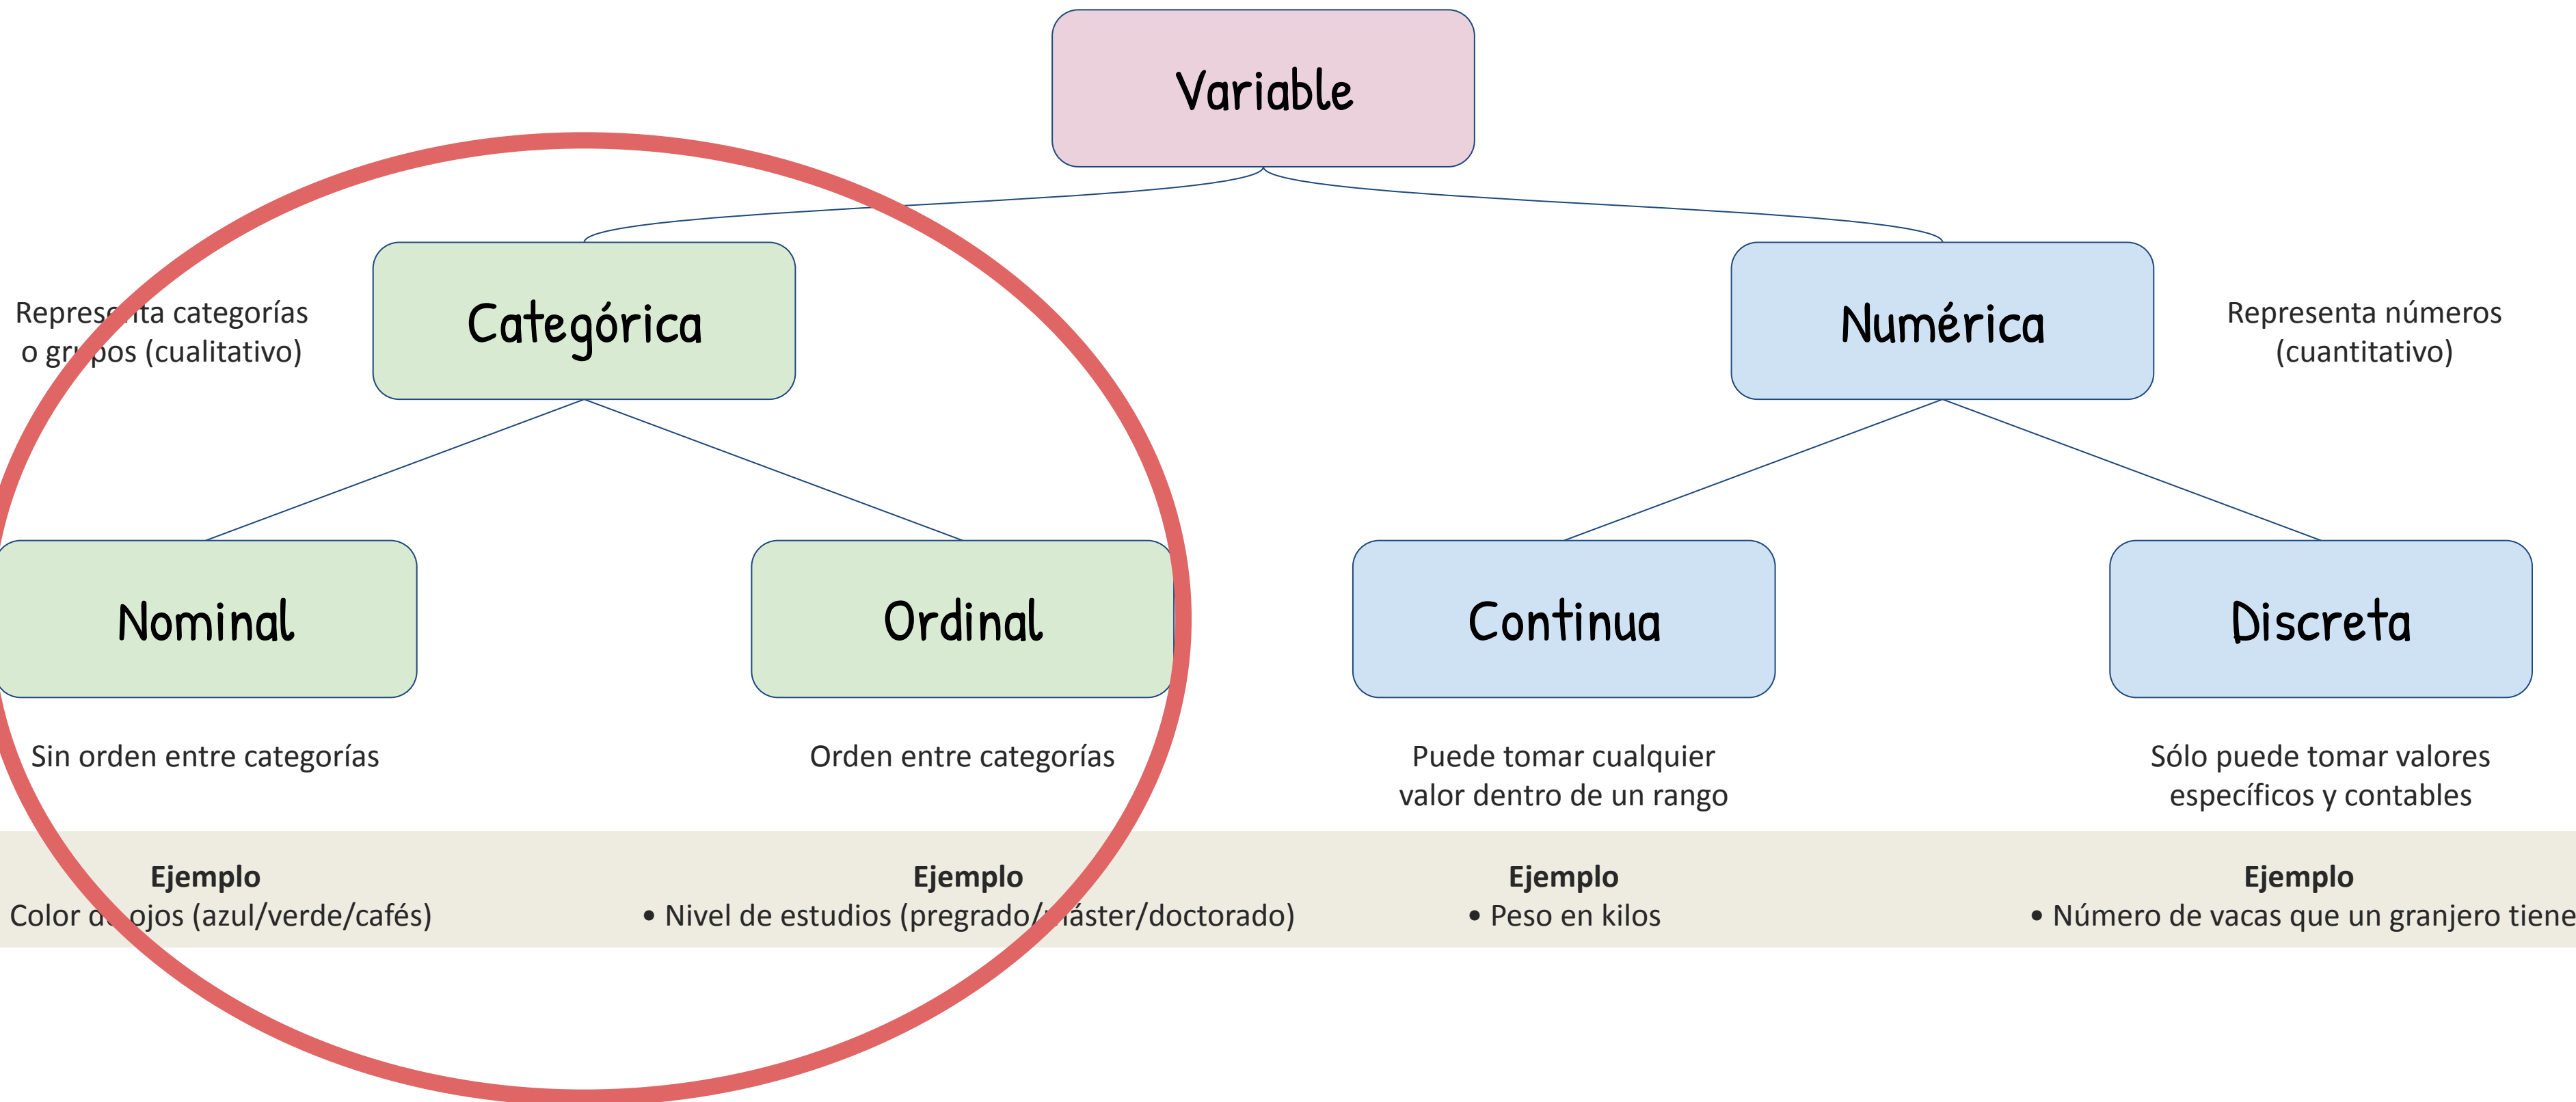 Variable
Categórica
Numérica
Representa categorías
o grupos (cualitativo)
Representa números
(cuantitativo)
Nominal
Ordinal
Continua
Discreta
Sin orden entre categorías
Orden entre categorías
Puede tomar cualquier
valor dentro de un rango
Sólo puede tomar valores
específicos y contables
Ejemplo
Color de ojos (azul/verde/cafés)
Ejemplo
• Nivel de estudios (pregrado/máster/doctorado)
Ejemplo
• Peso en kilos
Ejemplo
• Número de vacas que un granjero tiene